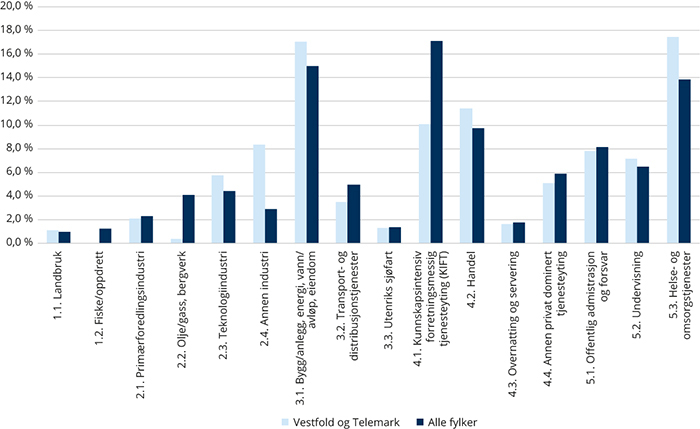 20,0 %
18,0 %
16,0 %
14,0 %
12,0 %
10,0 %
8,0 %
6,0 %
4,0 %
2,0 %
0,0 %
1.1. Landbruk
1.2. Fiske/oppdrett
2.1. Primærforedlingsindustri
2.2. Olje/gass, bergverk
2.3. Teknologiindustri
2.4. Annen industri
3.1. Bygg/anlegg, energi, vann/
avløp, eiendom
3.2. Transport- og
distribusjonstjenester
3.3. Utenriks sjøfart
4.1. Kunnskapsintensiv
forretningsmessig
tjenesteyting (KIFT)
4.2. Handel
4.3. Overnatting og servering
4.4. Annen privat dominert
tjenesteyting
5.1. Offentlig admistrasjon
og forsvar
5.2. Undervisning
5.3. Helse- og
omsorgstjenester
Vestfold og Telemark
Alle fylker